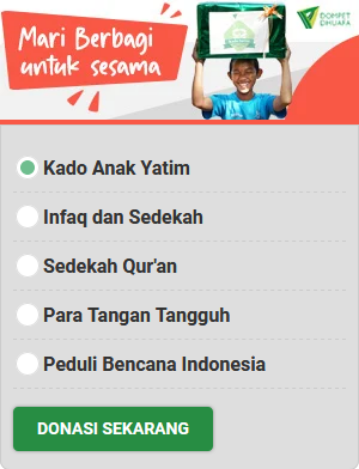 Mari Berbagi
untuk sesama
DOMPET
DHUAFA
Kado Anak Yatim
Infaq dan Sedekah
Sedekah Qur'an
Para Tangan Tangguh
Peduli Bencana Indonesia
DONASI SEKARANG